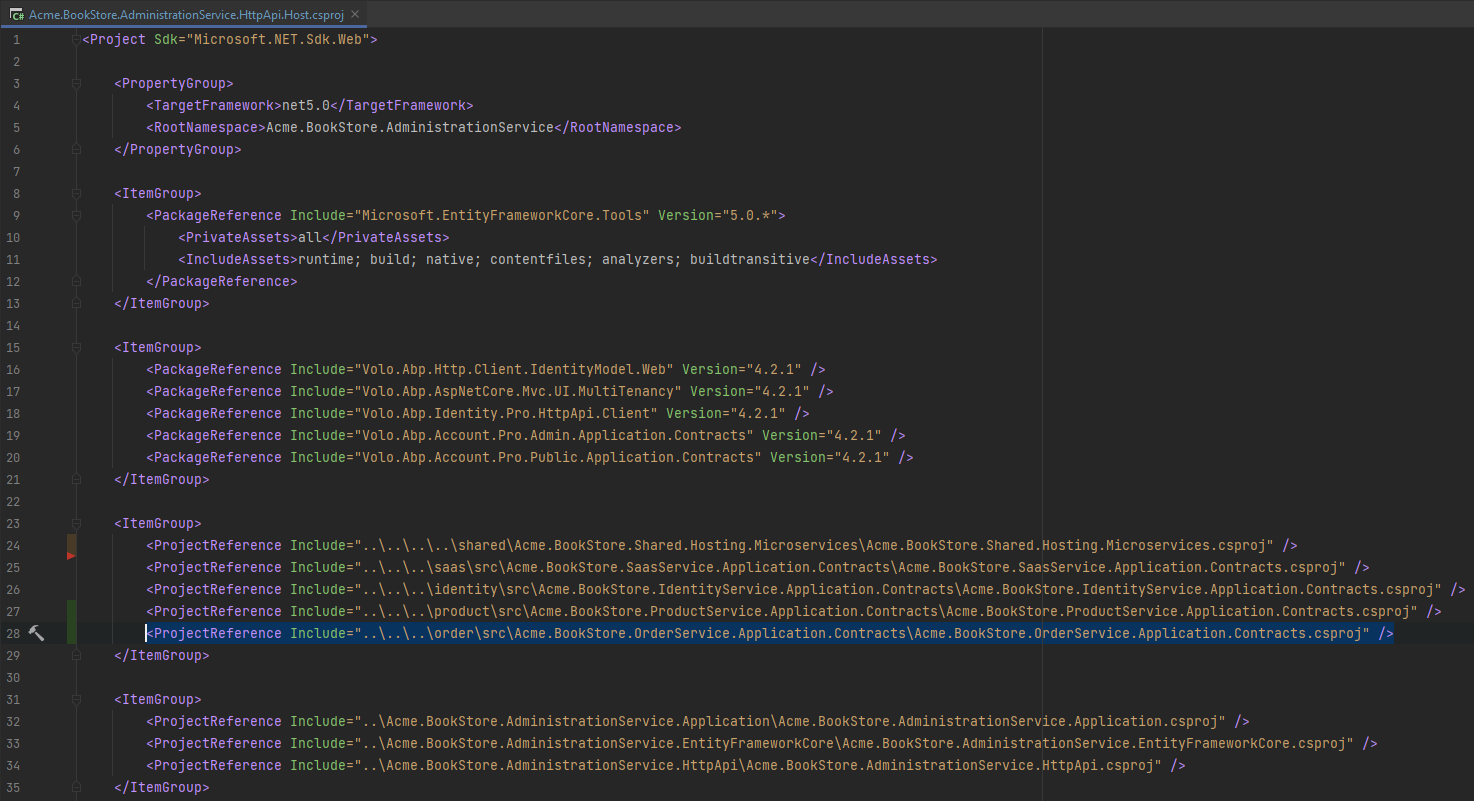 C# Acme.BookStore.AdministrationService.HttpApi.Host.csproj ×
1 <Project Sdk="Microsoft.NET.Sdk.Web">
2
3 <PropertyGroup>
4 <TargetFramework>net5.0</TargetFramework>
5 <RootNamespace>Acme.BookStore.AdministrationService</RootNamespace>
6 </PropertyGroup>
7
8 <ItemGroup>
9 <PackageReference Include="Microsoft.EntityFrameworkCore.Tools" Version="5.0.*">
10 <PrivateAssets>all</PrivateAssets>
11 <IncludeAssets>runtime; build; native; contentfiles; analyzers; buildtransitive</IncludeAssets>
12 </PackageReference>
13 </ItemGroup>
14
15 <ItemGroup>
16 <PackageReference Include="Volo.Abp.Http.Client.IdentityModel.Web" Version="4.2.1" />
17 <PackageReference Include="Volo.Abp.AspNetCore.Mvc.UI.MultiTenancy" Version="4.2.1" />
18 <PackageReference Include="Volo.Abp.Identity.Pro.HttpApi.Client" Version="4.2.1" />
19 <PackageReference Include="Volo.Abp.Account.Pro.Admin.Application.Contracts" Version="4.2.1" />
20 <PackageReference Include="Volo.Abp.Account.Pro.Public.Application.Contracts" Version="4.2.1" />
21 </ItemGroup>
22
23 <ItemGroup>
24 <ProjectReference Include="..\..\..\..\shared\Acme.BookStore.Shared.Hosting.Microservices\Acme.BookStore.Shared.Hosting.Microservices.csproj" />
25 <ProjectReference Include="..\..\..\saas\src\Acme.BookStore.SaasService.Application.Contracts\Acme.BookStore.SaasService.Application.Contracts.csproj" />
26 <ProjectReference Include="..\..\..\identity\src\Acme.BookStore.IdentityService.Application.Contracts\Acme.BookStore.IdentityService.Application.Contracts.csproj" />
27 <ProjectReference Include="..\..\..\product\src\Acme.BookStore.ProductService.Application.Contracts\Acme.BookStore.ProductService.Application.Contracts.csproj" />
28 <ProjectReference Include="..\..\..\order\src\Acme.BookStore.OrderService.Application.Contracts\Acme.BookStore.OrderService.Application.Contracts.csproj" />
29 </ItemGroup>
30
31 <ItemGroup>
32 <ProjectReference Include="..\Acme.BookStore.AdministrationService.Application\Acme.BookStore.AdministrationService.Application.csproj" />
33 <ProjectReference Include="..\Acme.BookStore.AdministrationService.EntityFrameworkCore\Acme.BookStore.AdministrationService.EntityFrameworkCore.csproj" />
34 <ProjectReference Include="..\Acme.BookStore.AdministrationService.HttpApi\Acme.BookStore.AdministrationService.HttpApi.csproj" />
35 </ItemGroup>